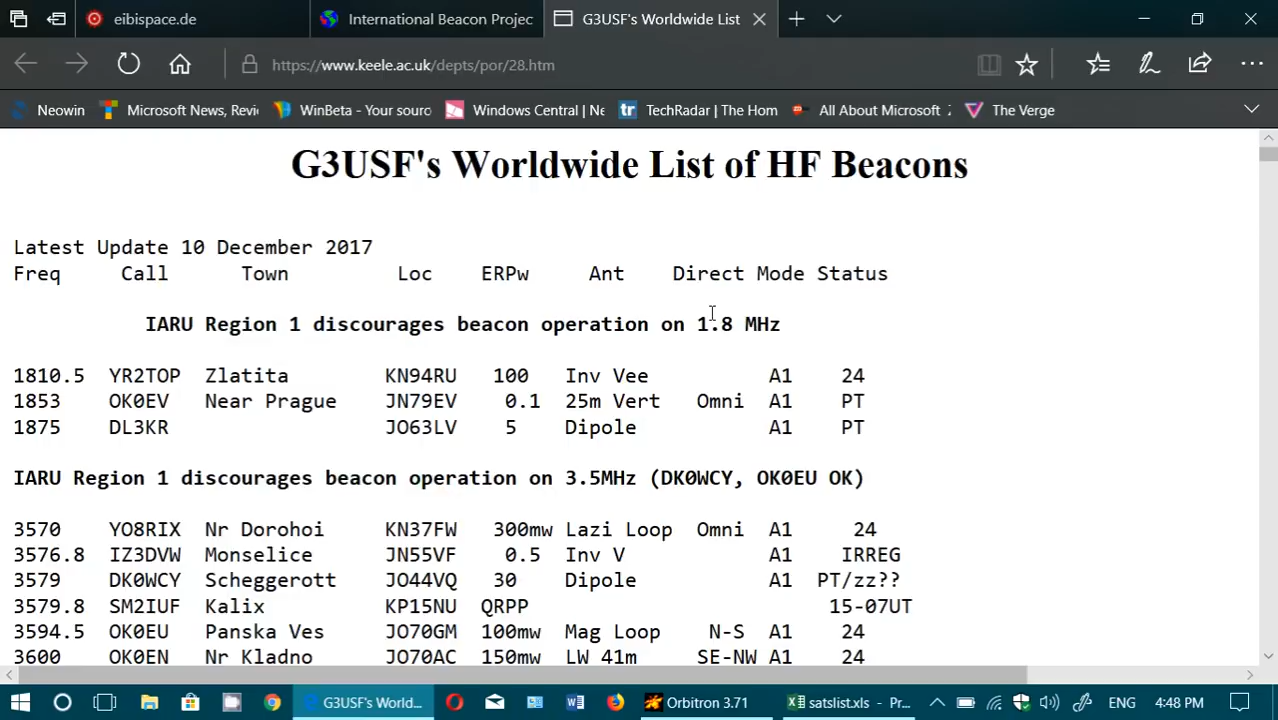 eibispace.de International Beacon Projec G3USF's Worldwide List
https://www.keele.ac.uk/depts/por/28.htm
Neowin Microsoft News, Revi WinBeta - Your souro Windows Central | Ne TechRadar | The Hom All About Microsoft The Verge
G3USF's Worldwide List of HF Beacons
Latest Update 10 December 2017
Freq Call Town Loc ERPw Ant Direct Mode Status
IARU Region 1 discourages beacon operation on 1.8 MHz
1810.5 YR2TOP Zlatita KN94RU 100 Inv Vee A1 24
1853 OK0EV Near Prague JN79EV 0.1 25m Vert Omni A1 PT
1875 DL3KR JO63LV 5 Dipole A1 PT
IARU Region 1 discourages beacon operation on 3.5MHz (DK0WCY, OK0EU OK)
3570 YO8RIX Nr Dorohoi KN37FW 300mw Lazi Loop Omni A1 24
3576.8 IZ3DVW Monselice JN55VF 0.5 Inv V A1 IRREG
3579 DK0WCY Scheggerott JO44VQ 30 Dipole A1 PT/zz??
3579.8 SM2IUF Kalix KP15NU QRPP 15-07UT
3594.5 OK0EU Panska Ves JO70GM 100mw Mag Loop N-S A1 24
3600 OK0EN Nr Kladno JO70AC 150mw LW 41m SE-NW A1 24
G3USF's World... Orbitron 3.71 satslist.xls - Pr... ENG 4:48 PM